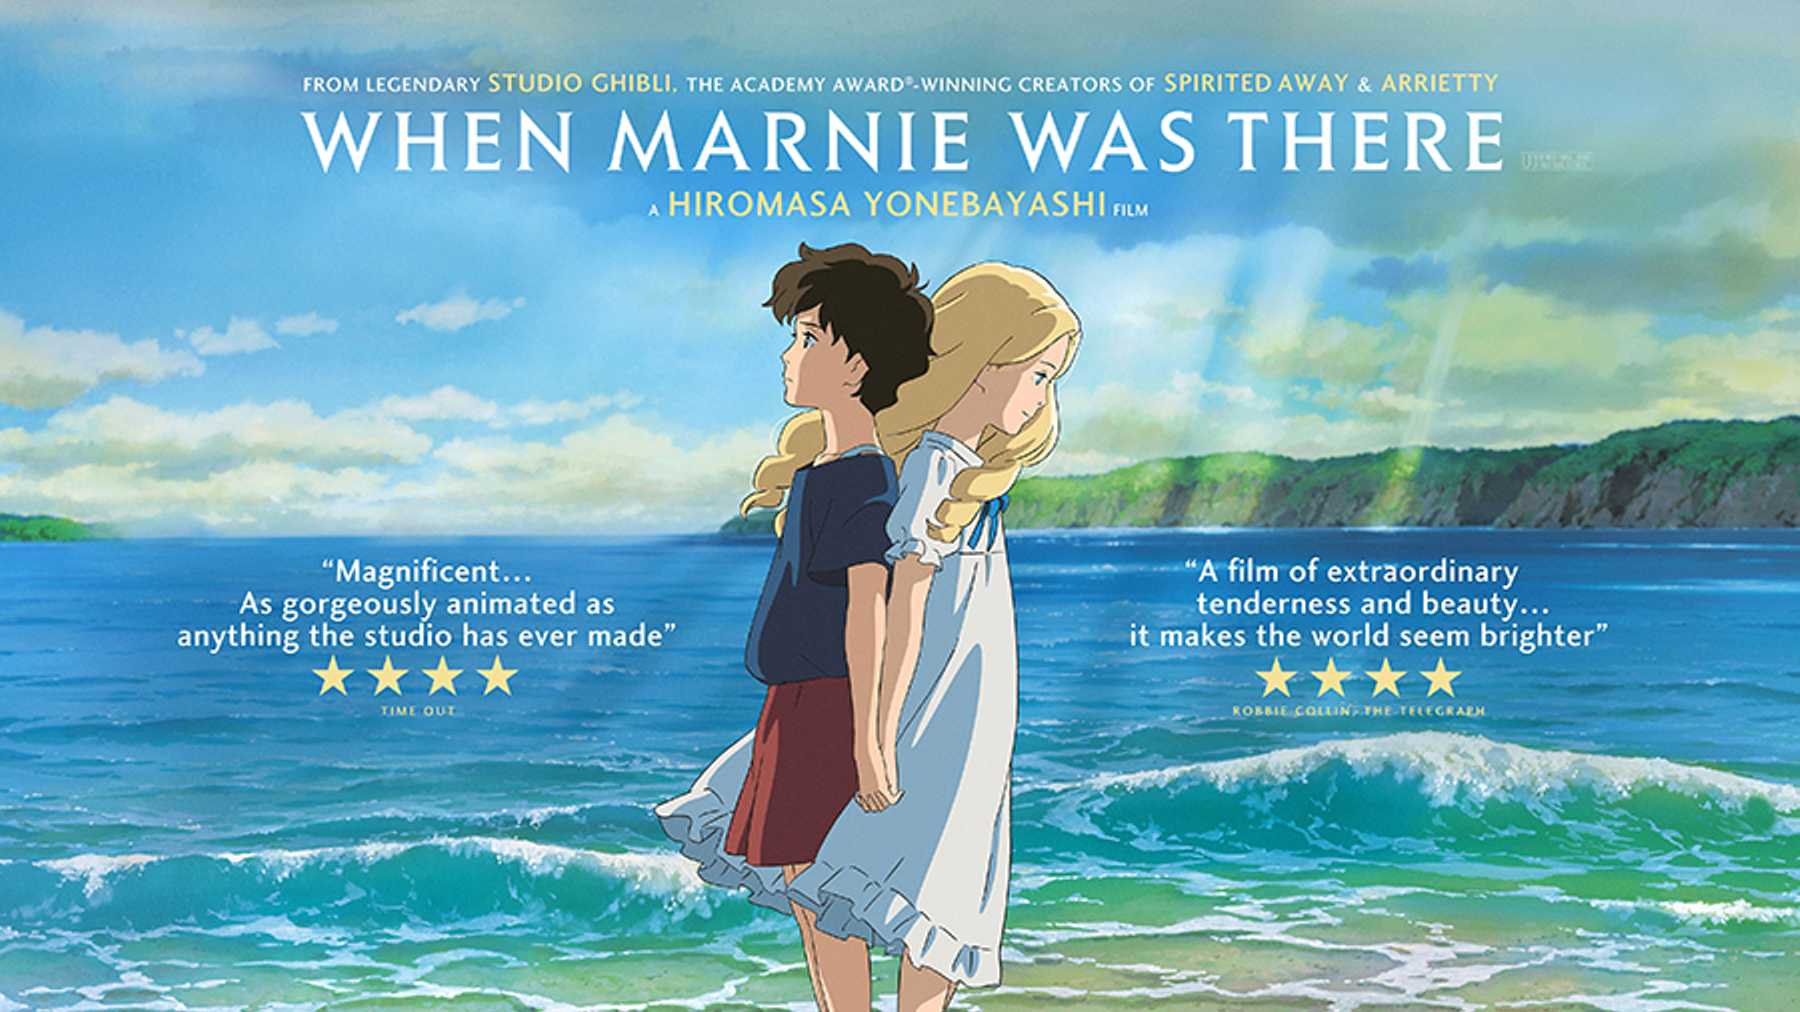 FROM LEGENDARY STUDIO GHIBLI, THE ACADEMY AWARD®-WINNING CREATORS OF SPIRITED AWAY & ARRIETTY
WHEN MARNIE WAS THERE
A HIROMASA YONEBAYASHI FILM
“Magnificent...
As gorgeously animated as
anything the studio has ever made”
★★★★
TIME OUT
“A film of extraordinary
tenderness and beauty...
it makes the world seem brighter”
★★★★
ROBBIE COLLIN, THE TELEGRAPH